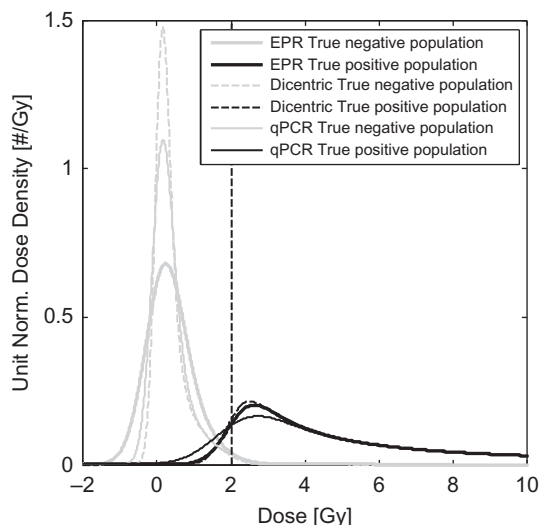 1.5
EPR True negative population
EPR True positive population
Dicentric True negative population
Dicentric True positive population
qPCR True negative population
qPCR True positive population
1
0.5
0
Unit Norm. Dose Density [#/Gy]
−2 0 2 4 6 8 10
Dose [Gy]